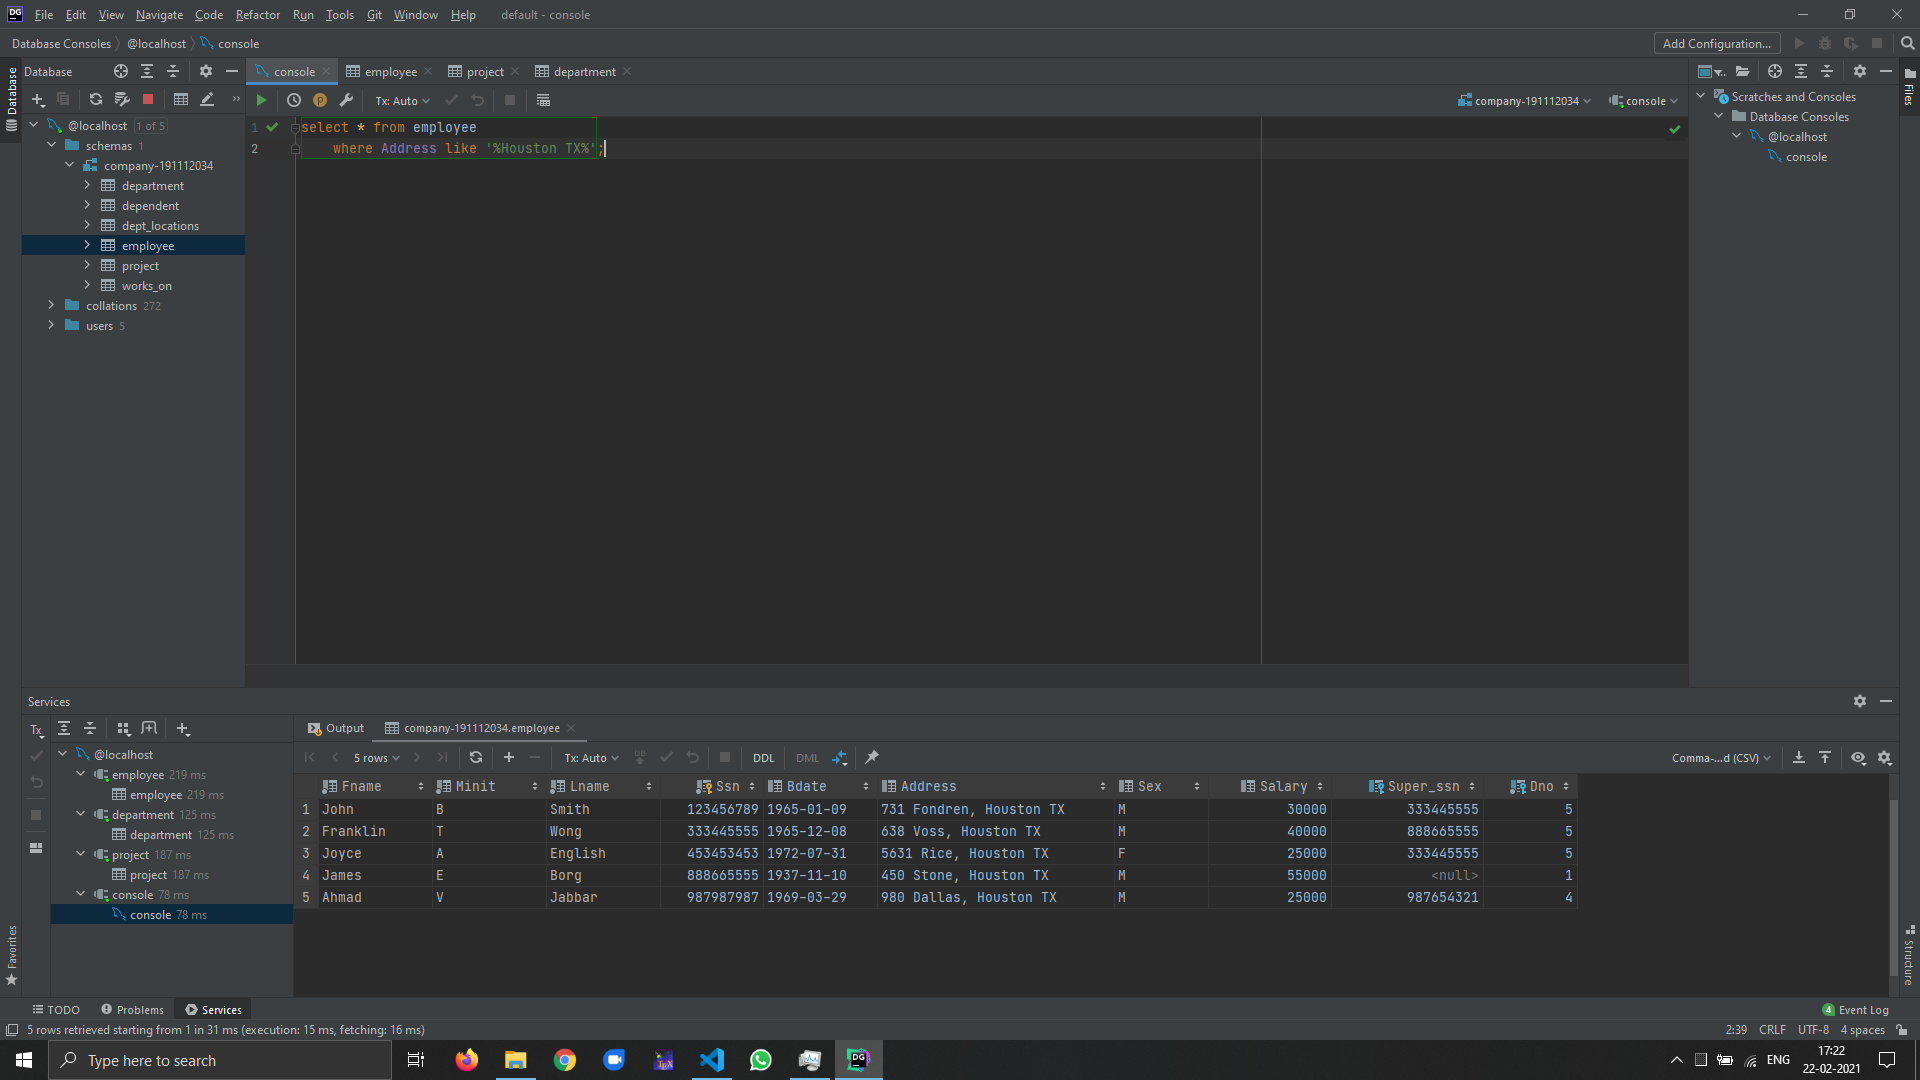 DG File Edit View Navigate Code Refactor Run Tools Git Window Help default - console
Database Consoles @localhost console Add Configuration...
Database
Database
console employee project department
Files
Tx: Auto company-191112034 console
@localhost 1 of 5
schemas 1
company-191112034
department
dependent
dept_locations
employee
project
works_on
collations 272
users 5
1 select * from employee
2 where Address like '%Houston TX%';
Scratches and Consoles
Database Consoles
@localhost
console
Services
Tx
@localhost
employee 219 ms
employee 219 ms
department 125 ms
department 125 ms
project 187 ms
project 187 ms
console 78 ms
console 78 ms
Output company-191112034.employee
5 rows Tx: Auto DB DDL DML Comma-...d (CSV)
Fname Minit Lname Ssn Bdate Address Sex Salary Super_ssn Dno
1 John B Smith 123456789 1965-01-09 731 Fondren, Houston TX M 30000 333445555 5
2 Franklin T Wong 333445555 1965-12-08 638 Voss, Houston TX M 40000 888665555 5
3 Joyce A English 453453453 1972-07-31 5631 Rice, Houston TX F 25000 333445555 5
4 James E Borg 888665555 1937-11-10 450 Stone, Houston TX M 55000 <null> 1
5 Ahmad V Jabbar 987987987 1969-03-29 980 Dallas, Houston TX M 25000 987654321 4
Favorites
Structure
TODO Problems Services 4 Event Log
5 rows retrieved starting from 1 in 31 ms (execution: 15 ms, fetching: 16 ms) 2:39 CRLF UTF-8 4 spaces
Type here to search TEX DG ENG 17:22
22-02-2021